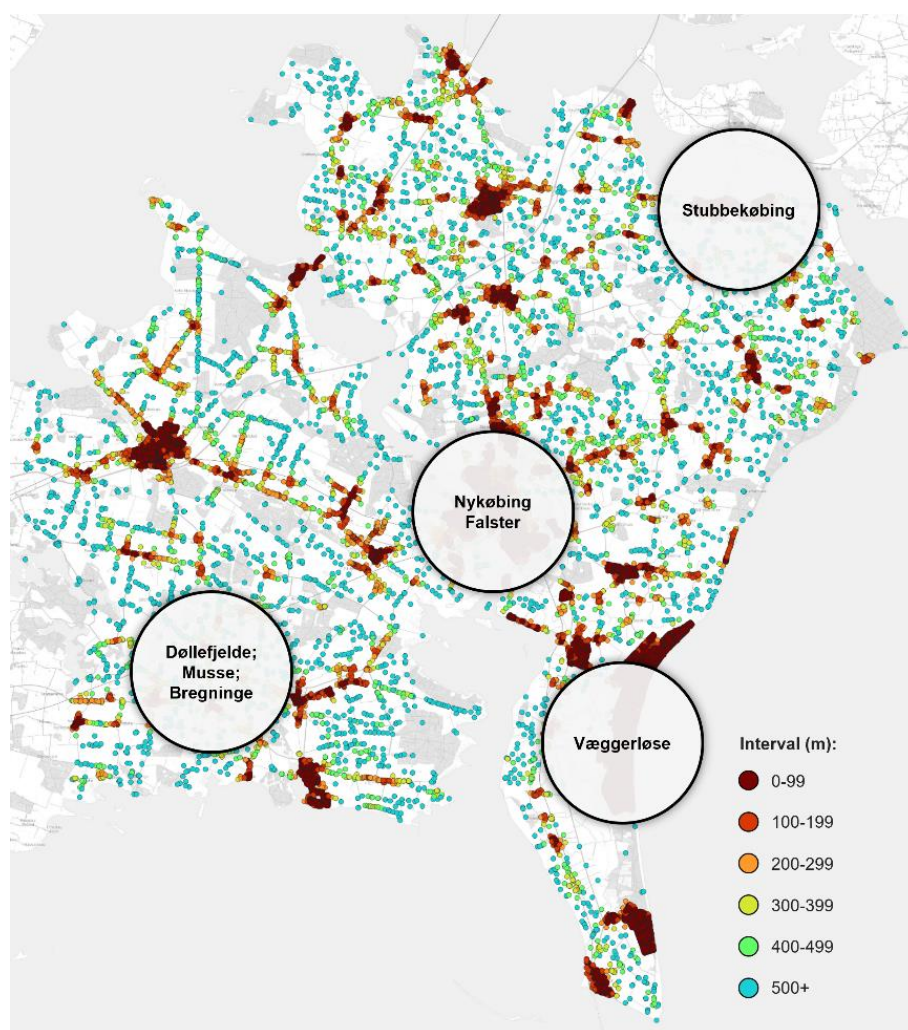 Stubbekøbing
Nykøbing
Falster
Døllefjelde;
Musse;
Bregninge
Væggerløse
Interval (m):
0-99
100-199
200-299
300-399
400-499
500+